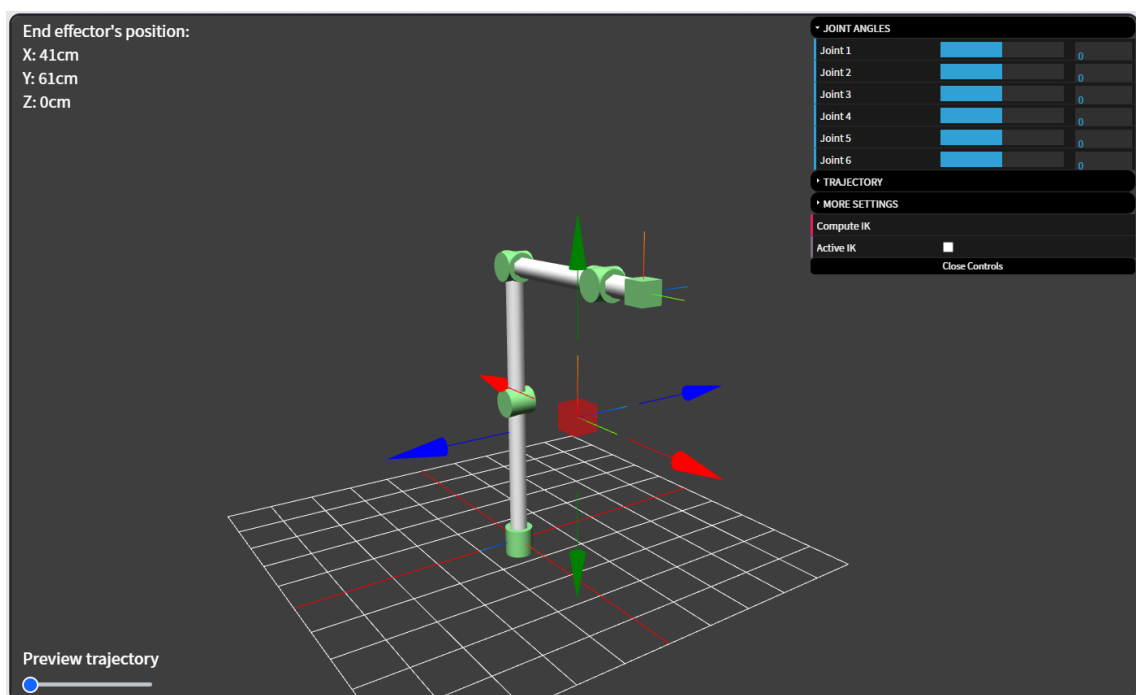 End effector's position:
X: 41cm
Y: 61cm
Z: 0cm
JOINT ANGLES
Joint 1 0
Joint 2 0
Joint 3 0
Joint 4 0
Joint 5 0
Joint 6 0
TRAJECTORY
MORE SETTINGS
Compute IK
Active IK
Close Controls
Preview trajectory